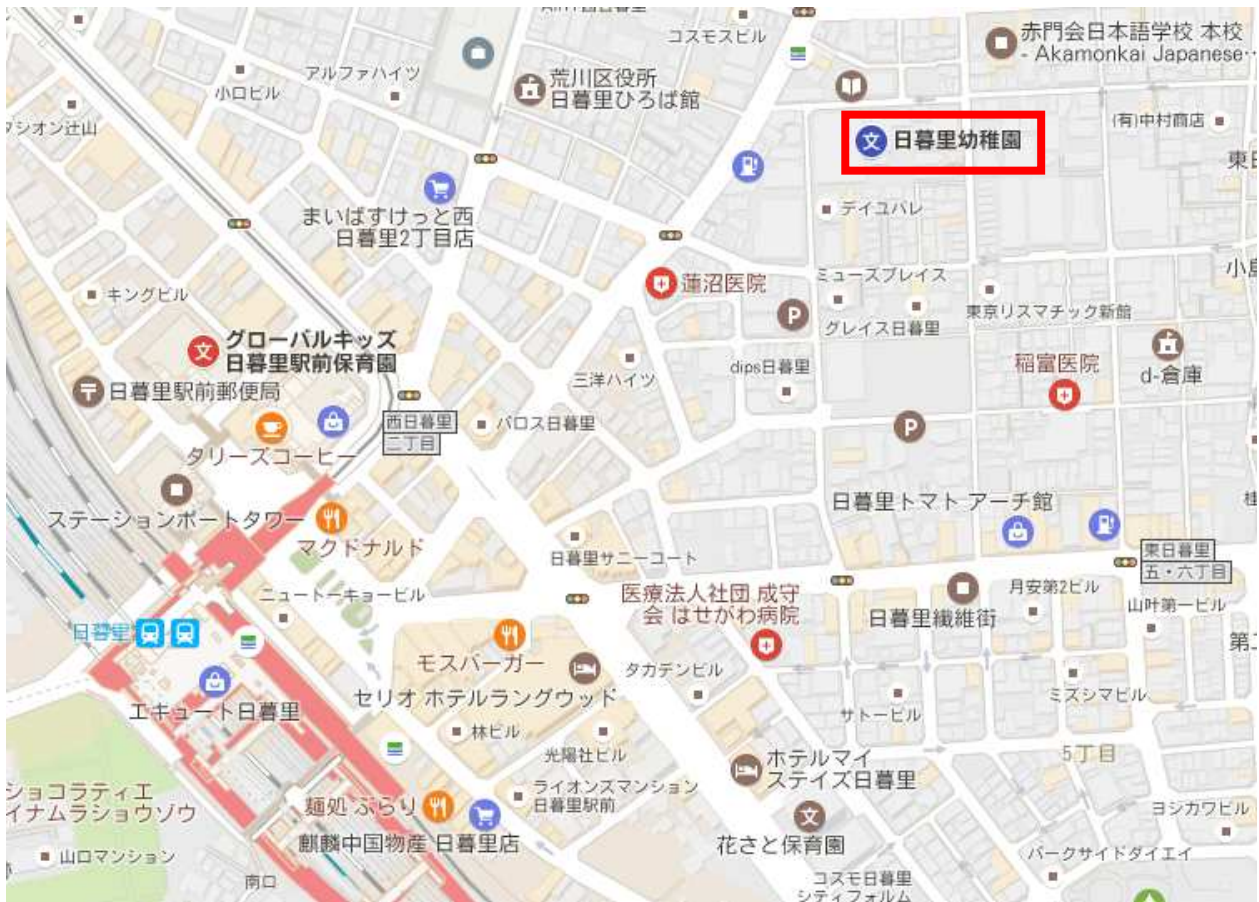 コスモスビル
赤門会日本語学校 本校
- Akamonkai Japanese…
アルファハイツ
小口ビル
荒川区役所
日暮里ひろば館
(有)中村商店
日暮里幼稚園
まいばすけっと西
日暮里2丁目店
デイユパレ
キングビル
蓮沼医院
ミューズプレイス
グレイス日暮里
東京リスマチック新館
P
グローバルキッズ
日暮里駅前保育園
三洋ハイツ
dips日暮里
稲富医院
d-倉庫
日暮里駅前郵便局
西日暮里
二丁目
パロス日暮里
P
タリーズコーヒー
ステーションポートタワー
マクドナルド
日暮里トマト アーチ館
日暮里サニーコート
東日暮里
五・六丁目
ニュートーキョービル
医療法人社団 成守
会 はせがわ病院
日暮里繊維街
月安第2ビル
山叶第一ビル
日暮里
モスバーガー
セリオ ホテルラングウッド
タカデンビル
ミズシマビル
エキュート日暮里
林ビル
サトービル
光陽社ビル
ホテルマイ
ステイズ日暮里
5丁目
ショコラティエ
イナムラショウゾウ
麺処 ぶらり
ライオンズマンション
日暮里駅前
麒麟中国物産 日暮里店
花さと保育園
ヨシカワビル
山口マンション
南口
パークサイドダイエイ
コスモ日暮里
シティフォルム